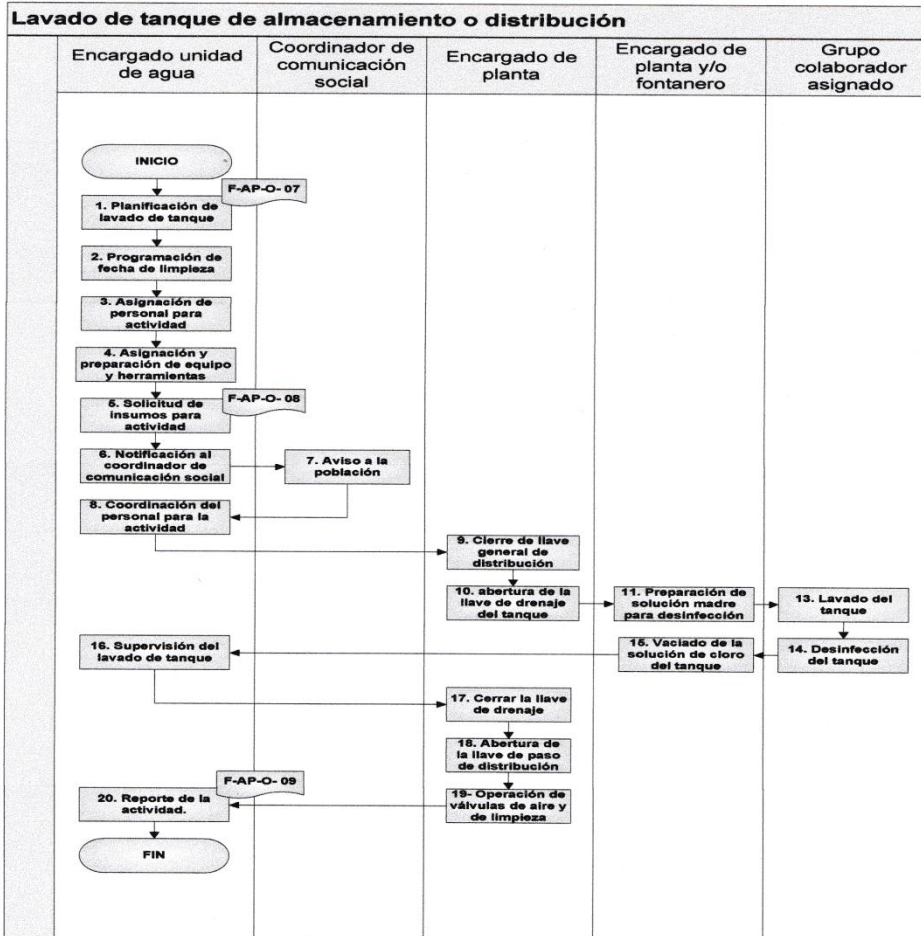 Lavado de tanque de almacenamiento o distribución
Encargado unidad
de agua
Coordinador de
comunicación
social
Encargado de
planta
Encargado de
planta y/o
fontanero
Grupo
colaborador
asignado
INICIO
F-AP-O- 07
1. Planificación de
lavado de tanque
2. Programación de
fecha de limpieza
3. Asignación de
personal para
actividad
4. Asignación y
preparación de equipo
y herramientas
F-AP-O- 08
5. Solicitud de
insumos para
actividad
6. Notificación al
coordinador de
comunicación social
7. Aviso a la
población
8. Coordinación del
personal para la
actividad
9. Cierre de llave
general de
distribución
10. abertura de la
llave de drenaje del
tanque
11. Preparación de
solución madre
para desinfección
13. Lavado del
tanque
14. Desinfección
del tanque
15. Vaciado de la
solución de cloro
del tanque
16. Supervisión del
lavado de tanque
17. Cerrar la llave
de drenaje
18. Abertura de
la llave de paso
de distribución
19- Operación de
válvulas de aire y
de limpieza
F-AP-O- 09
20. Reporte de la
actividad.
FIN